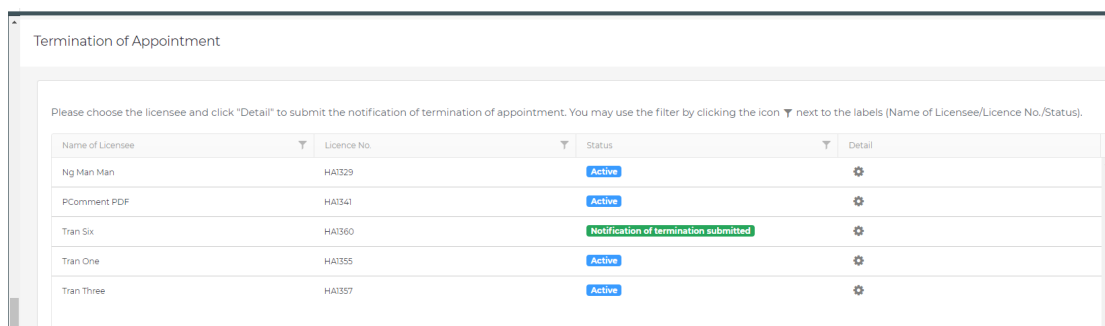 Termination of Appointment
Please choose the licensee and click "Detail" to submit the notification of termination of appointment. You may use the filter by clicking the icon next to the labels (Name of Licensee/Licence No./Status).
Name of Licensee Licence No. Status Detail
Ng Man Man HA1329 Active
PComment PDF HA1341 Active
Tran Six HA1360 Notification of termination submitted
Tran One HA1355 Active
Tran Three HA1357 Active